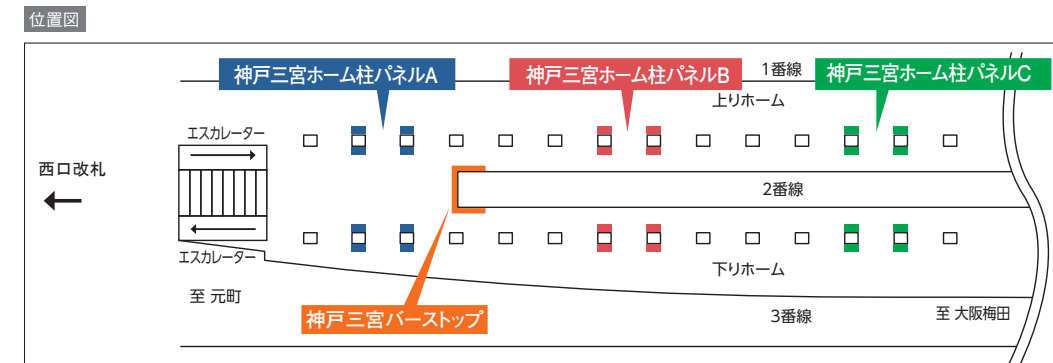 位置図
神戸三宮ホーム柱パネルA
神戸三宮ホーム柱パネルB
1番線
神戸三宮ホーム柱パネルC
上りホーム
エスカレーター
西口改札
2番線
エスカレーター
下りホーム
至 元町
神戸三宮バーストップ
3番線
至 大阪梅田